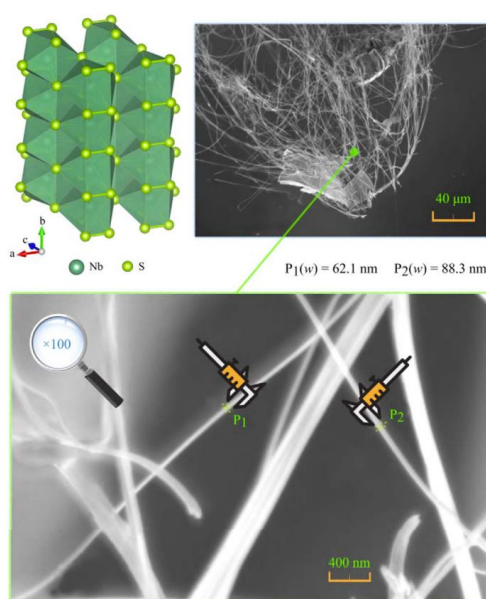 b
c
a
Nb
S
40 μm
P₁(w) = 62.1 nm P₂(w) = 88.3 nm
×100
P₁
P₂
400 nm